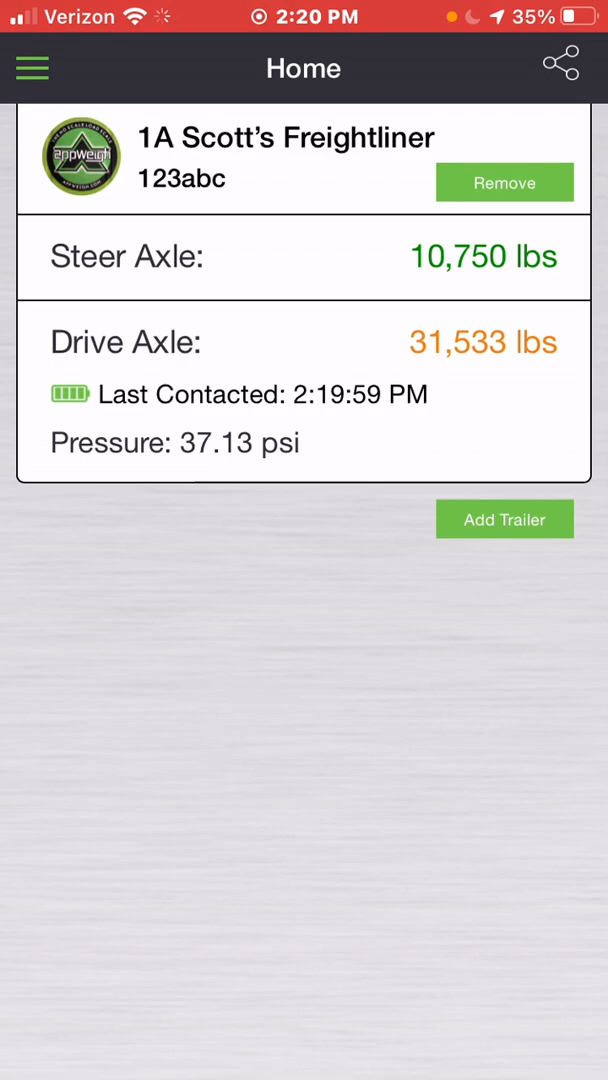 Verizon 2:20 PM 35%
Home
1A Scott's Freightliner
appweigh
123abc
Remove
Steer Axle: 10,750 lbs
Drive Axle: 31,533 lbs
Last Contacted: 2:19:59 PM
Pressure: 37.13 psi
Add Trailer